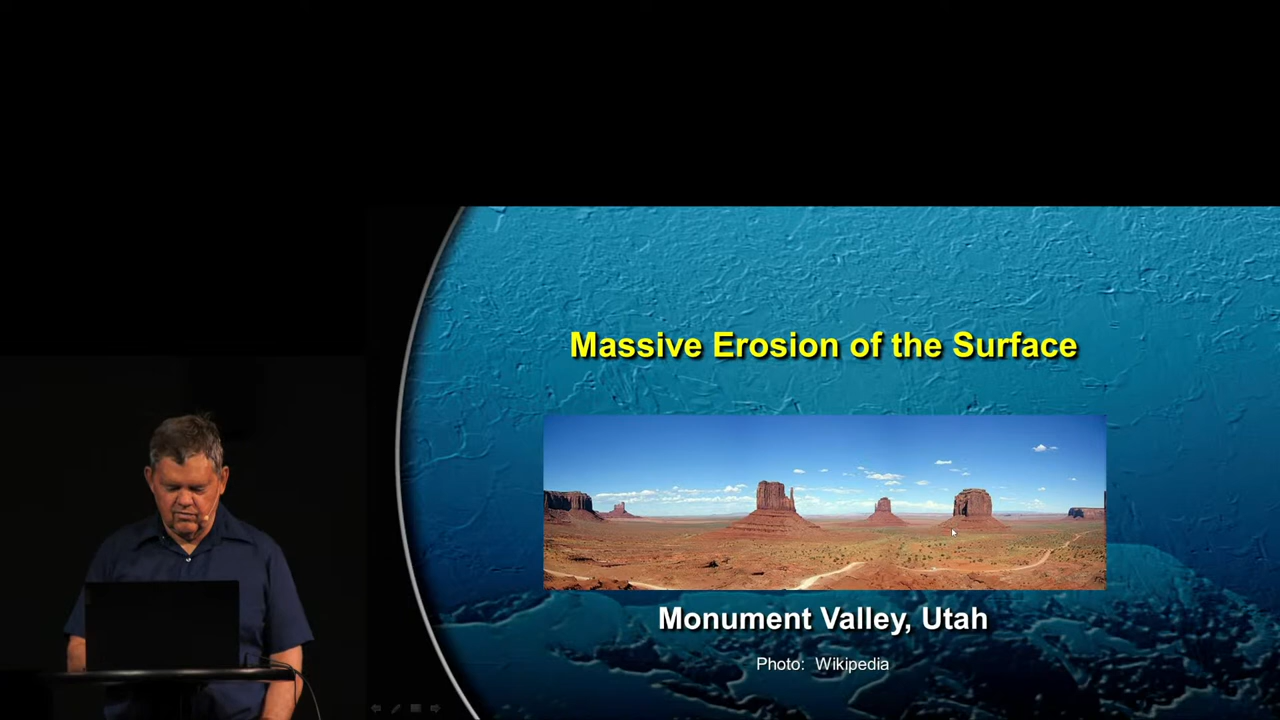 Massive Erosion of the Surface
Monument Valley, Utah
Photo: Wikipedia